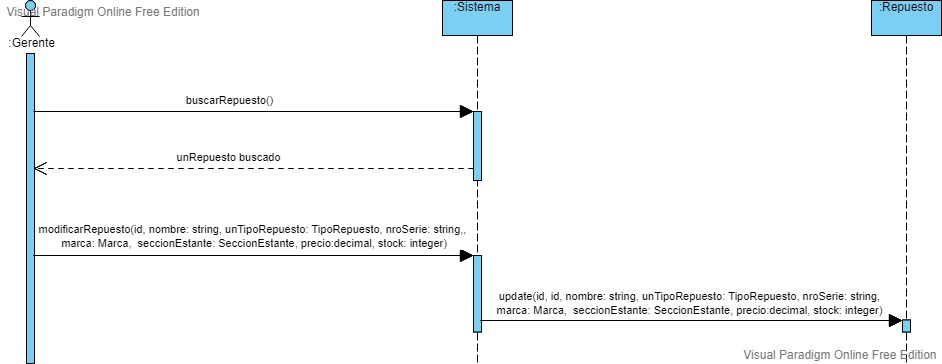 Visual Paradigm Online Free Edition
:Gerente
:Sistema
:Repuesto
buscarRepuesto()
unRepuesto buscado
modificarRepuesto(id, nombre: string, unTipoRepuesto: TipoRepuesto, nroSerie: string,,
marca: Marca, seccionEstante: SeccionEstante, precio:decimal, stock: integer)
update(id, id, nombre: string, unTipoRepuesto: TipoRepuesto, nroSerie: string,
marca: Marca, seccionEstante: SeccionEstante, precio:decimal, stock: integer)
Visual Paradigm Online Free Edition